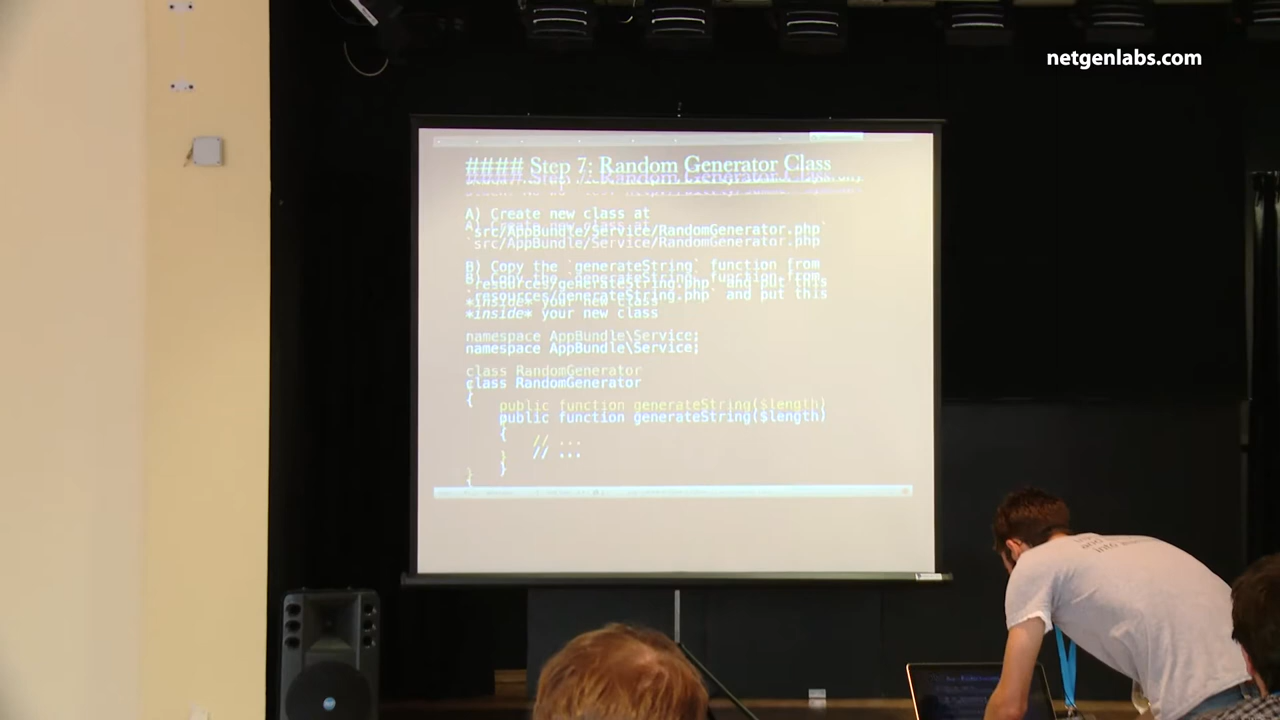 netgenlabs.com
#### Step 7: Random Generator Class
A) Create new class at
`src/AppBundle/Service/RandomGenerator.php`
B) Copy the `generateString` function from
`resources/generateString.php` and put this
*inside* your new class
namespace AppBundle\Service;
class RandomGenerator
{
public function generateString($length)
{
// ...
}
}